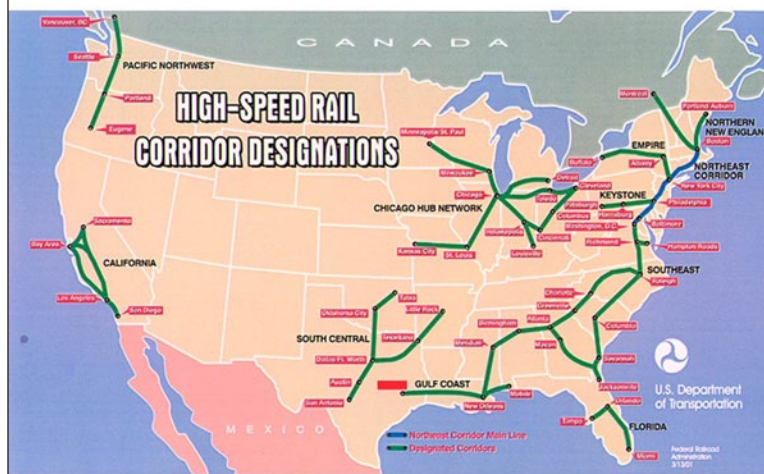 CANADA
Vancouver, BC
Seattle
PACIFIC NORTHWEST
Portland
Eugene
HIGH-SPEED RAIL
CORRIDOR DESIGNATIONS
Montreal
Portland Auburn
NORTHERN
NEW ENGLAN
Boston
Minneapolis St. Paul
EMPIRE
Buffalo
Albany
NORTHEAST
CORRIDOR
Milwaukee
Detroit
Cleveland
New York City
Chicago
Toledo
KEYSTONE
Pittsburgh
Harrisburg
Philadelphia
CHICAGO HUB NETWORK
Columbus
Baltimore
Washington, D.C.
Indianapolis
Cincinnati
Richmond
Hampton Roads
Kansas City
St. Louis
Louisville
Sacramento
Bay Area
CALIFORNIA
Los Angeles
San Diego
SOUTHEAST
Raleigh
Charlotte
Greenville
Tulsa
Oklahoma City
Little Rock
SOUTH CENTRAL
Texarkana
Dallas Ft. Worth
Austin
San Antonio
Birmingham
Atlanta
Columbia
Meridian
Macon
Savannah
GULF COAST
Mobile
New Orleans
Jacksonville
Orlando
Tampa
FLORIDA
Miami
MEXICO
Northeast Corridor Main Line
Designated Corridors
U.S. Department
of Transportation
Federal Railroad
Administration
3/13/01